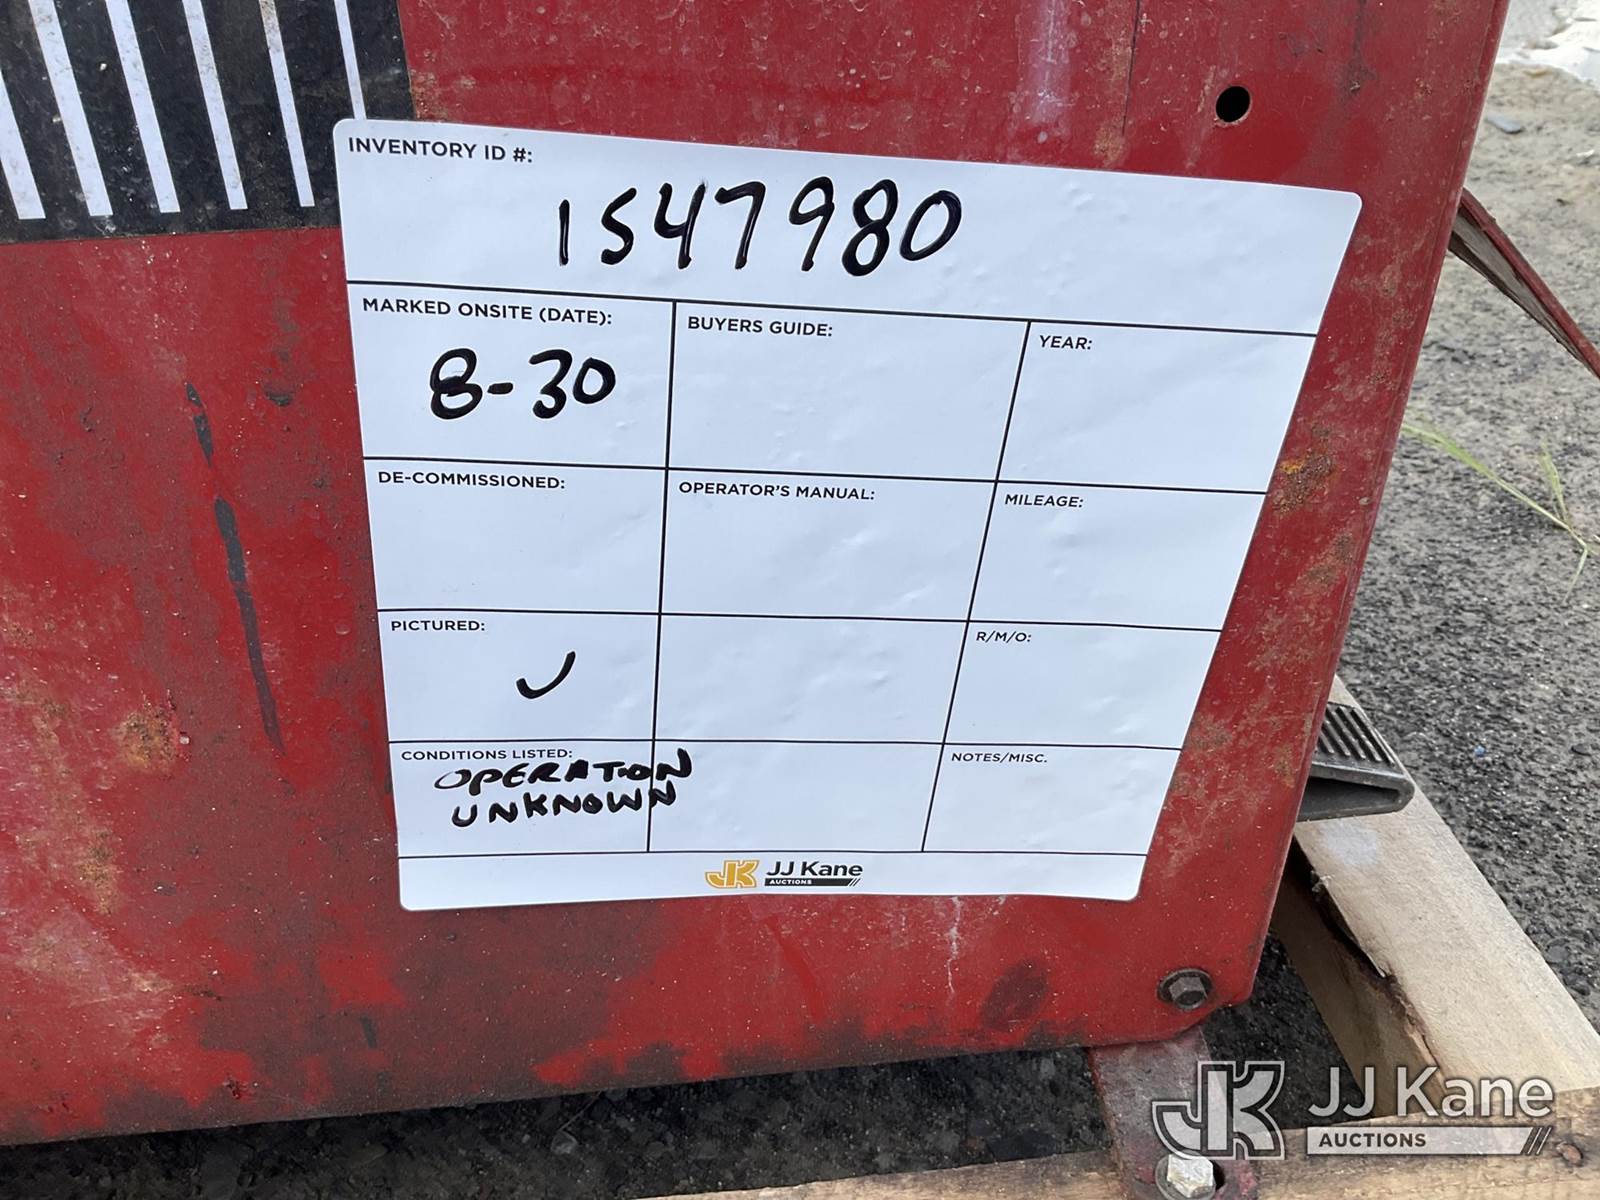 INVENTORY ID #:
1547980
MARKED ONSITE (DATE):
8-30
BUYERS GUIDE:
YEAR:
DE-COMMISSIONED:
OPERATOR'S MANUAL:
MILEAGE:
PICTURED:
✓
R/M/O:
CONDITIONS LISTED:
OPERATION
UNKNOWN
NOTES/MISC.
JK JJ Kane
AUCTIONS
JK JJ Kane
AUCTIONS